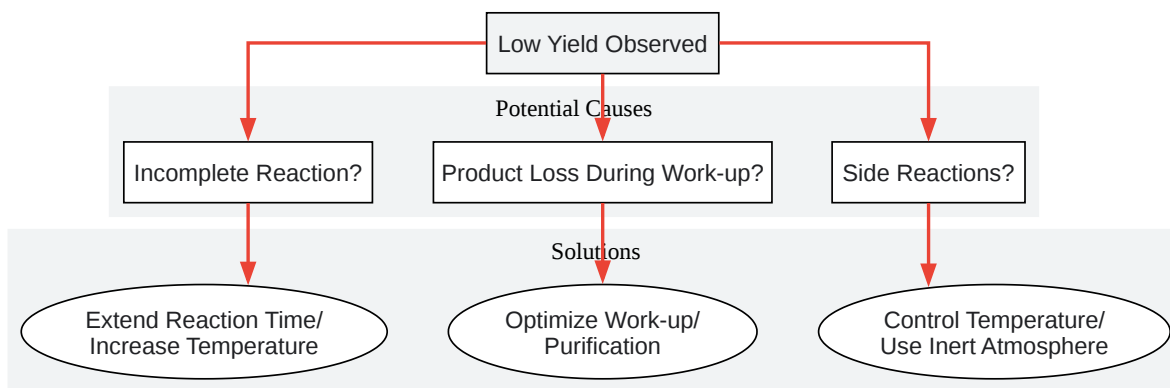 Low Yield Observed
Potential Causes
Incomplete Reaction?
Product Loss During Work-up?
Side Reactions?
Solutions
Extend Reaction Time/
Increase Temperature
Optimize Work-up/
Purification
Control Temperature/
Use Inert Atmosphere